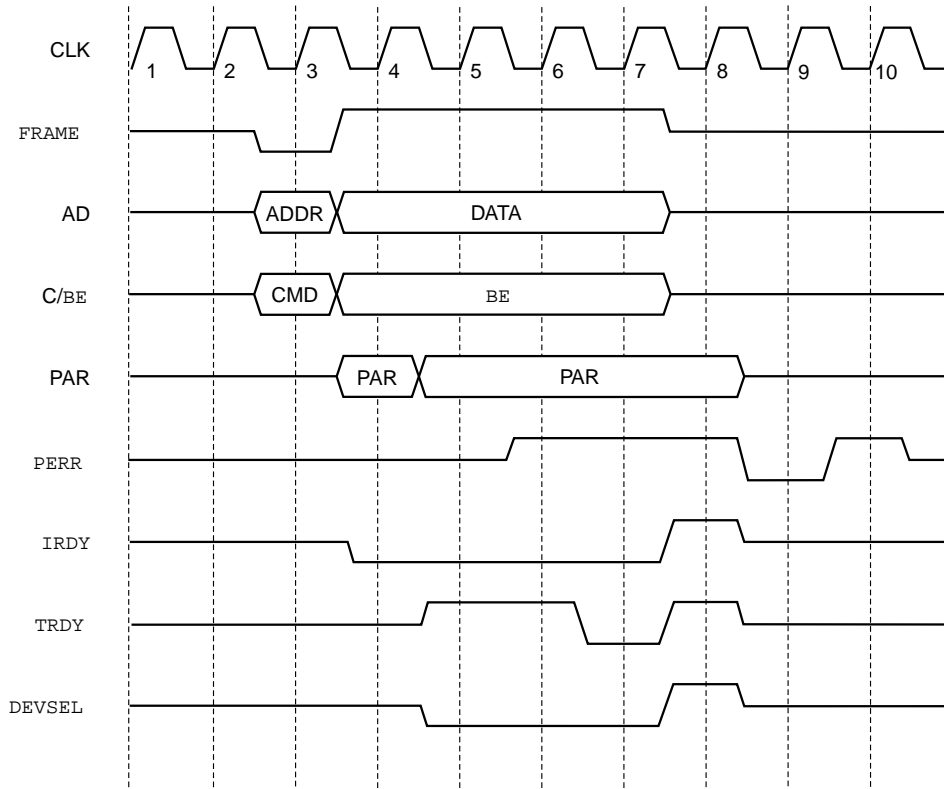 CLK
1 2 3 4 5 6 7 8 9 10
FRAME
AD
ADDR DATA
C/BE
CMD BE
PAR
PAR PAR
PERR
IRDY
TRDY
DEVSEL